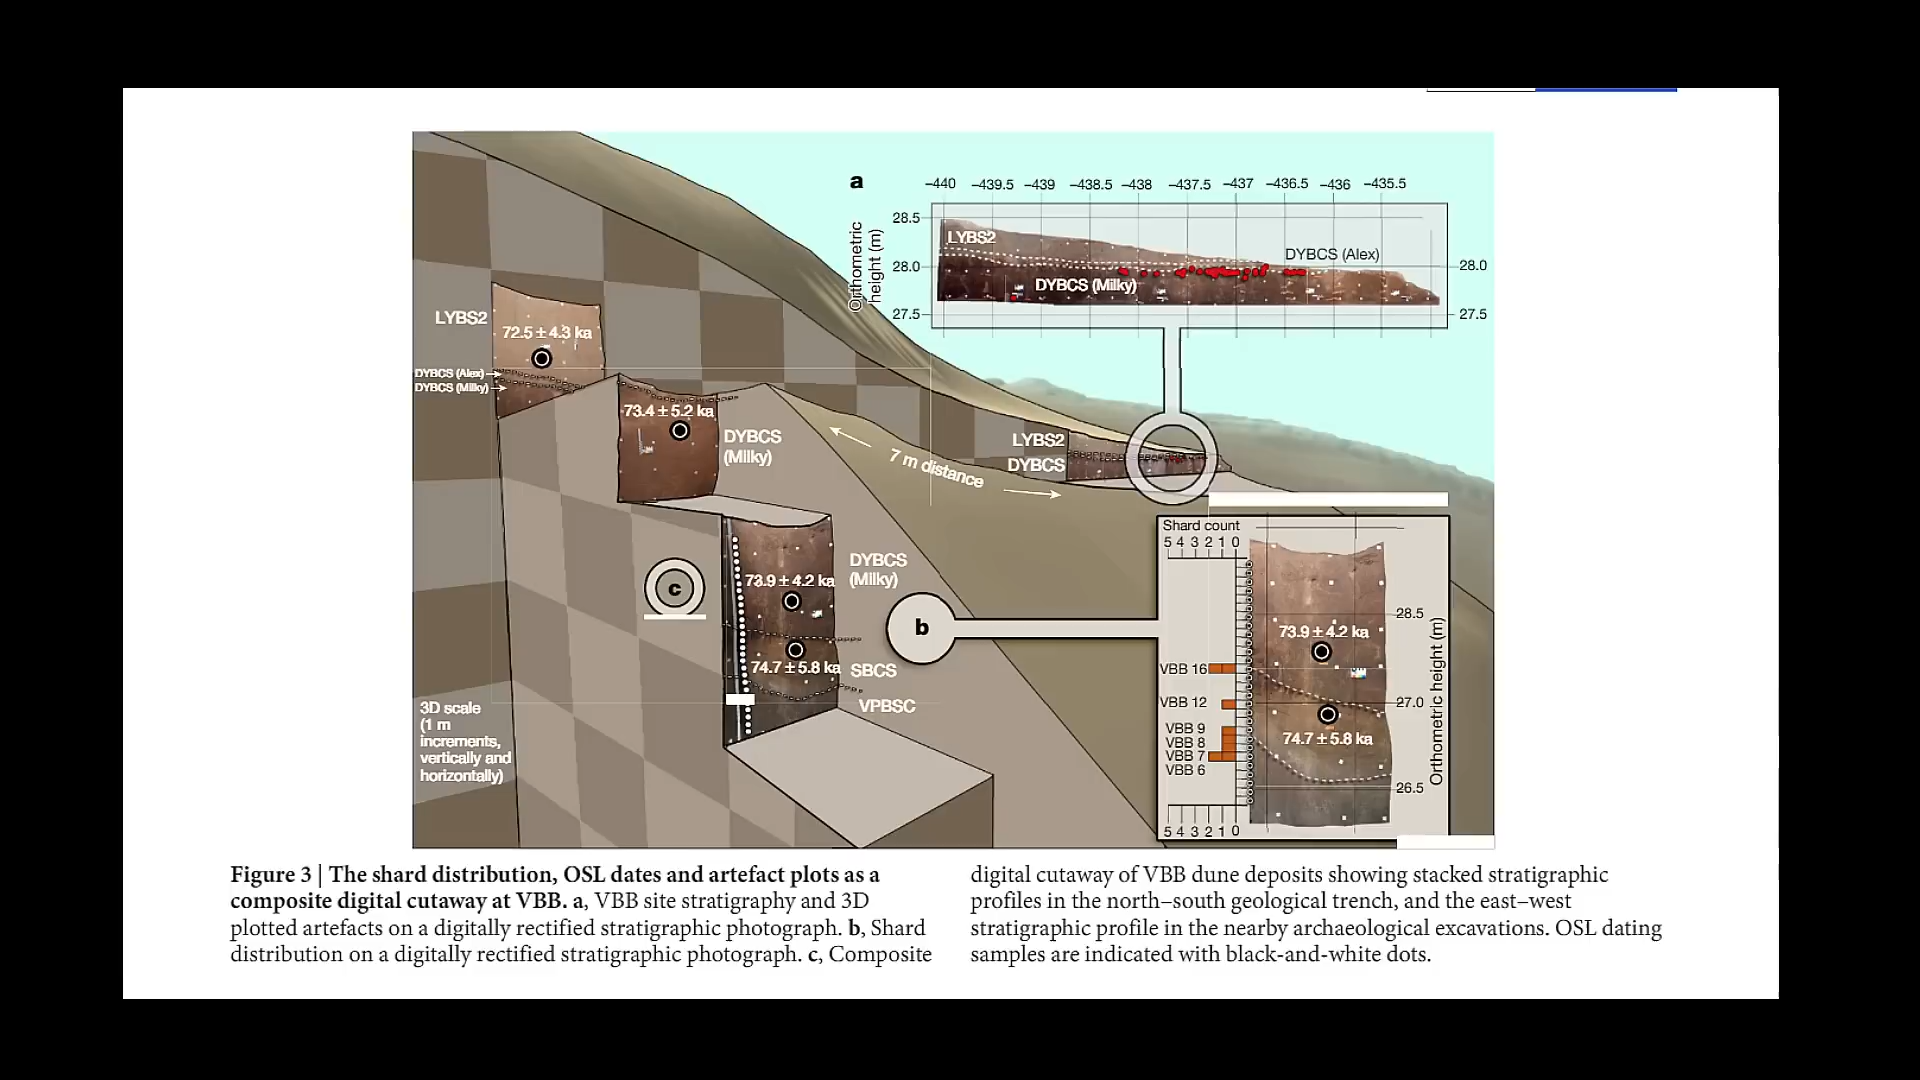 a
-440 -439.5 -439 -438.5 -438 -437.5 -437 -436.5 -436 -435.5
Orthometric
height (m)
28.5
28.0
27.5
LYBS2
DYBCS (Alex)
DYBCS (Milky)
28.0
27.5
LYBS2
72.5 ± 4.3 ka
DYBCS (Alex)
DYBCS (Milky)
73.4 ± 5.2 ka
DYBCS
(Milky)
7 m distance
LYBS2
DYBCS
c
73.9 ± 4.2 ka
DYBCS
(Milky)
74.7 ± 5.8 ka
SBCS
VPBSC
b
3D scale
(1 m
increments,
vertically and
horizontally)
Shard count
5 4 3 2 1 0
VBB 16
VBB 12
VBB 9
VBB 8
VBB 7
VBB 6
5 4 3 2 1 0
73.9 ± 4.2 ka
74.7 ± 5.8 ka
28.5
27.0
26.5
Orthometric height (m)
Figure 3 | The shard distribution, OSL dates and artefact plots as a
composite digital cutaway at VBB. a, VBB site stratigraphy and 3D
plotted artefacts on a digitally rectified stratigraphic photograph. b, Shard
distribution on a digitally rectified stratigraphic photograph. c, Composite
digital cutaway of VBB dune deposits showing stacked stratigraphic
profiles in the north–south geological trench, and the east–west
stratigraphic profile in the nearby archaeological excavations. OSL dating
samples are indicated with black-and-white dots.